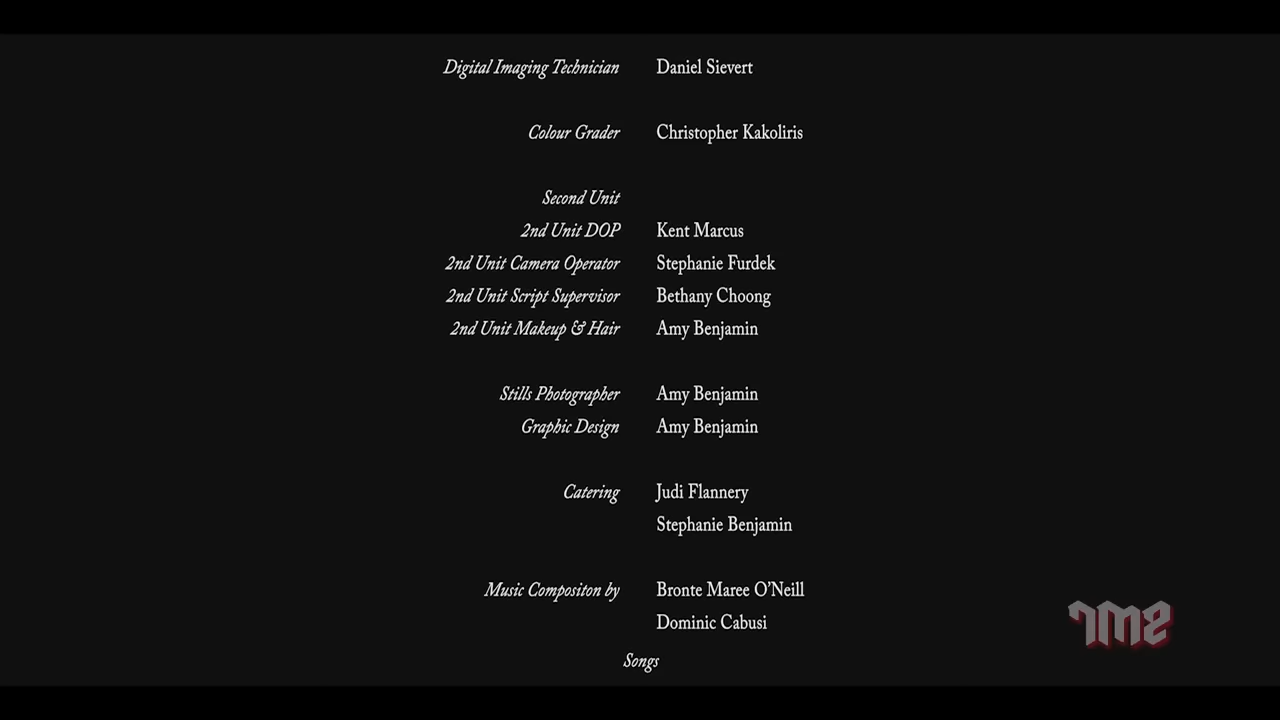 Digital Imaging Technician Daniel Sievert
Colour Grader Christopher Kakoliris
Second Unit
2nd Unit DOP Kent Marcus
2nd Unit Camera Operator Stephanie Furdek
2nd Unit Script Supervisor Bethany Choong
2nd Unit Makeup & Hair Amy Benjamin
Stills Photographer Amy Benjamin
Graphic Design Amy Benjamin
Catering Judi Flannery
Stephanie Benjamin
Music Compositon by Bronte Maree O’Neill
Dominic Cabusi
Songs